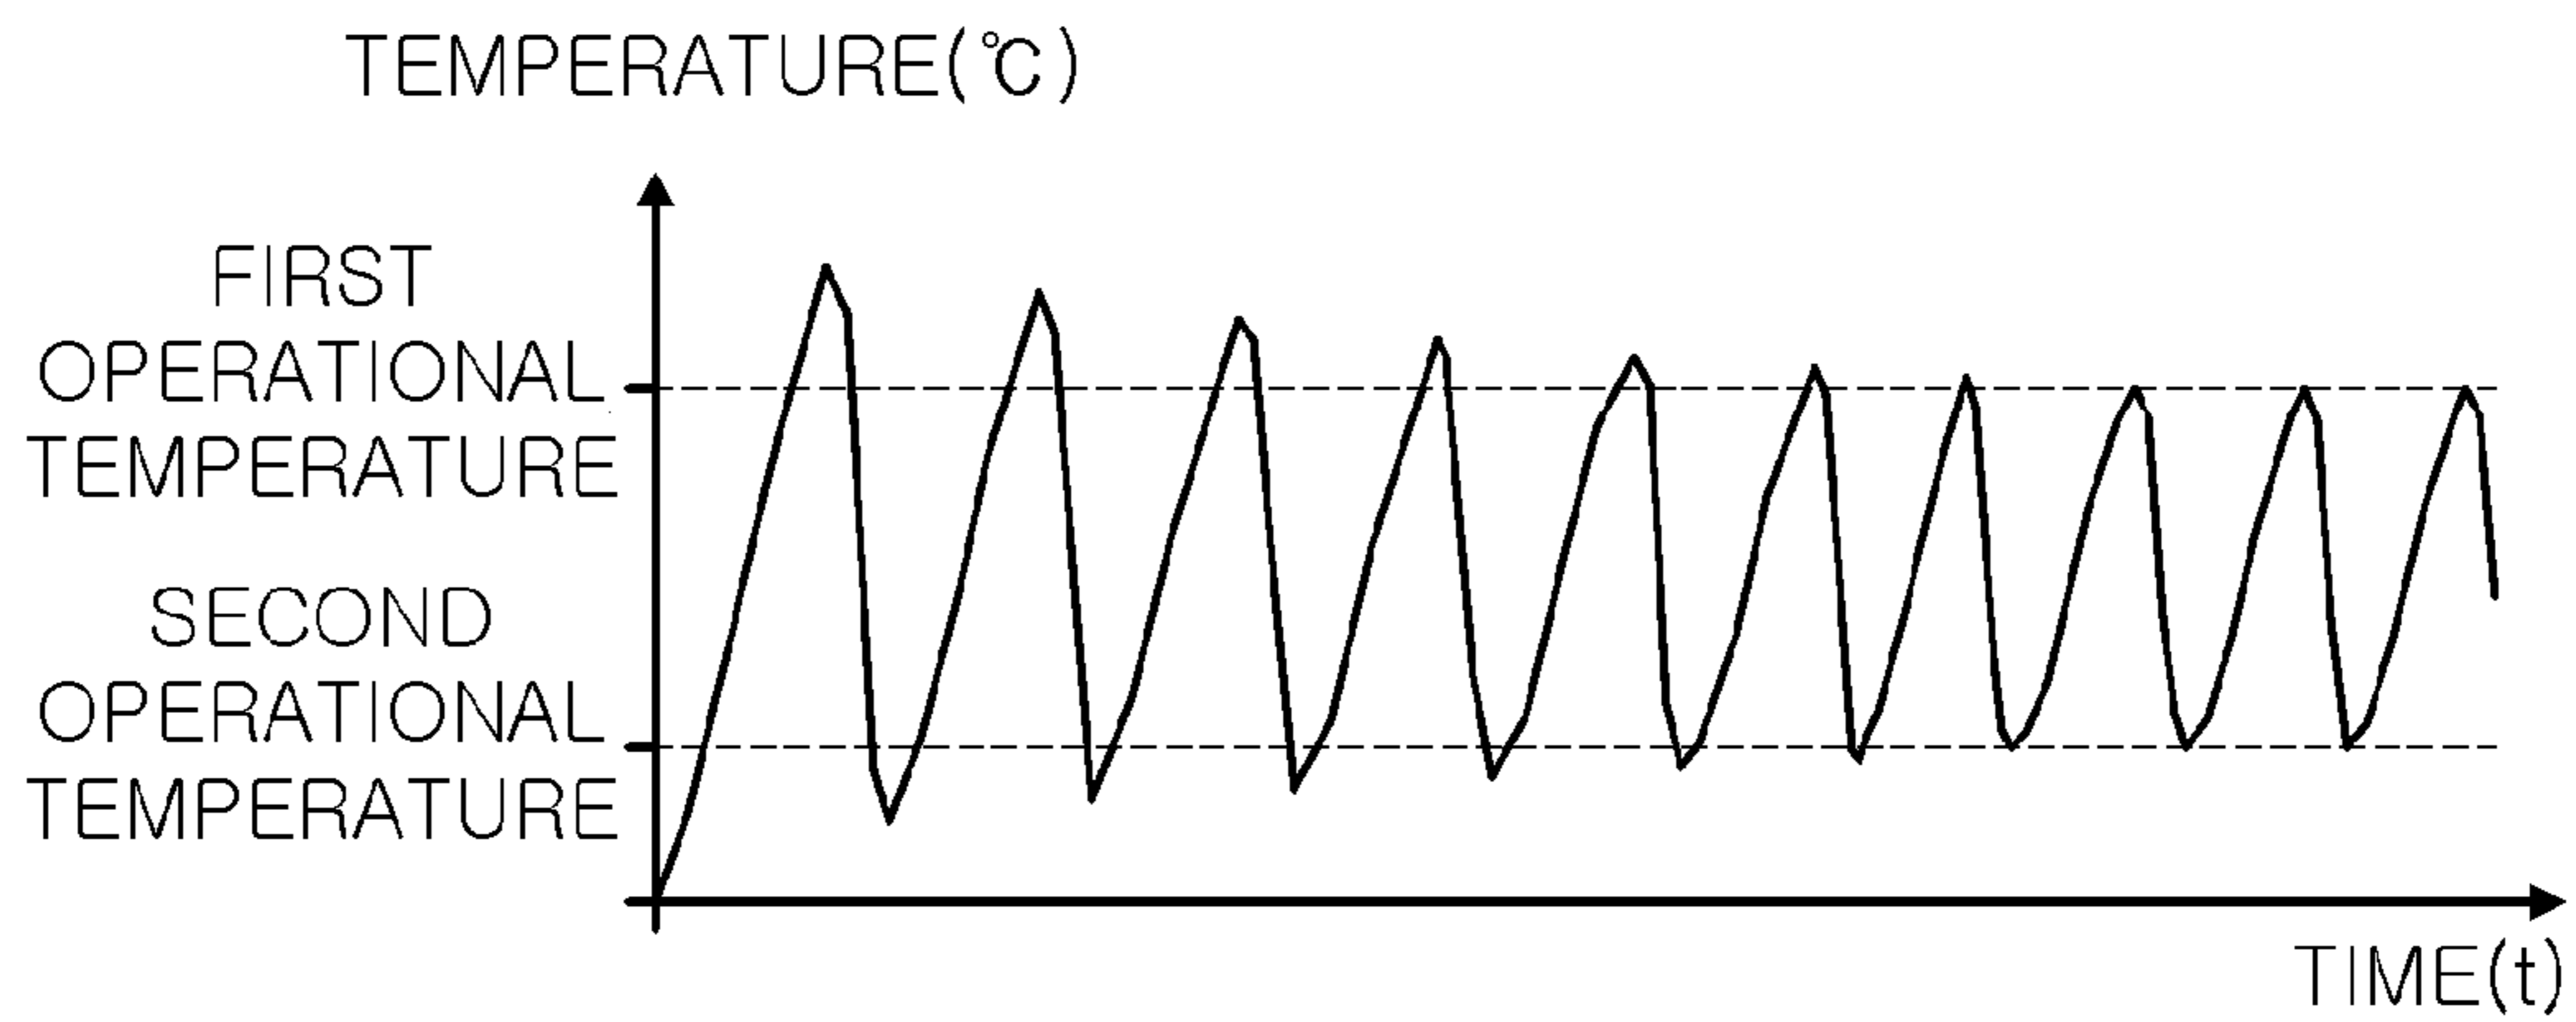 TEMPERATURE(℃)
FIRST
OPERATIONAL
TEMPERATURE
SECOND
OPERATIONAL
TEMPERATURE
TIME(t)